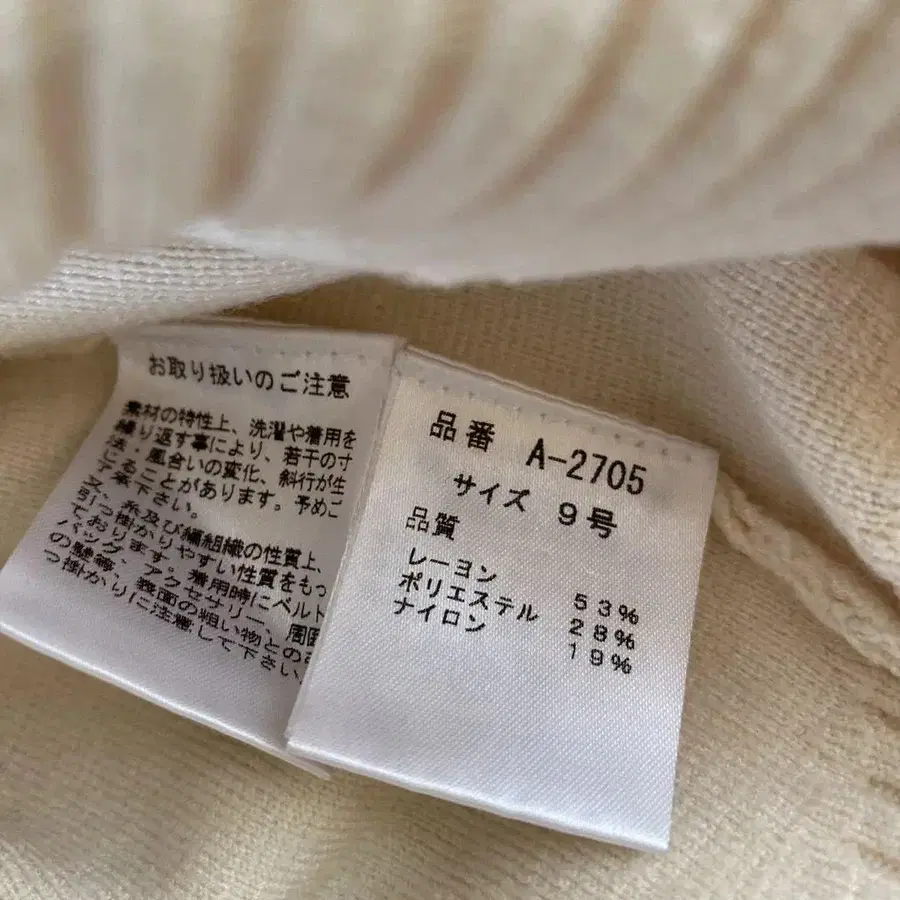 お取り扱いのご注意
素材の特性上、洗濯や着用を
繰り返す事により、若干の寸
法・風合いの変化、斜行が生
じることがあります。予めご
了承下さい。
又、糸及び編組織の性質上、
引っ掛かりやすい性質をもっ
ております。着用時にベルト
バッグ、アクセサリー、周囲
の壁等、表面の粗い物との
っ掛かりに注意して下さい。
品番 A-2705
サイズ 9号
品質
レーヨン 53%
ポリエステル 28%
ナイロン 19%